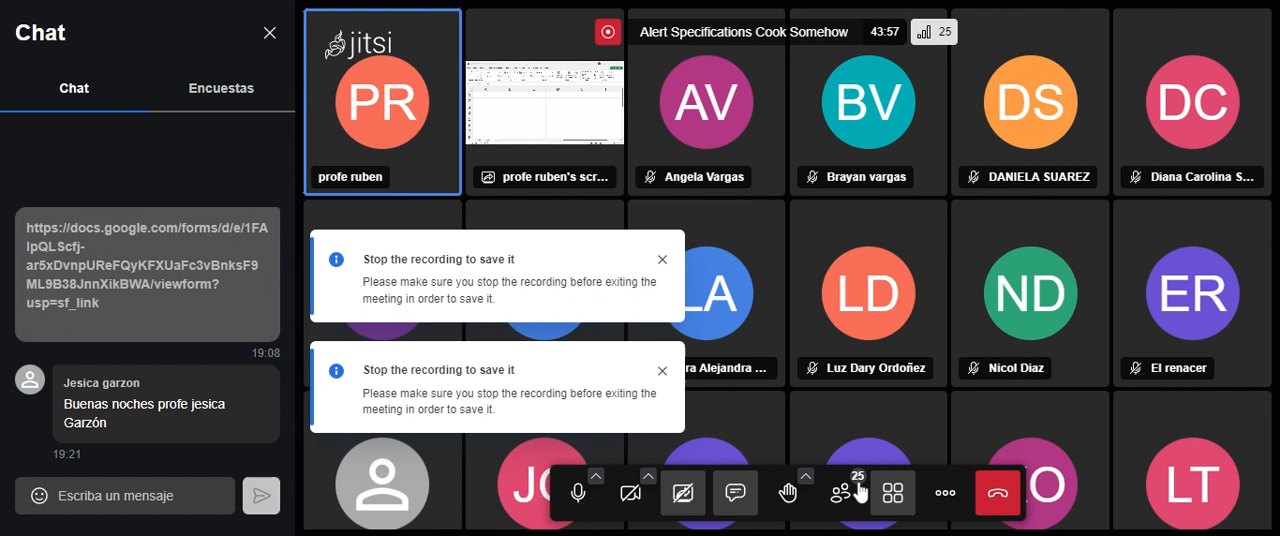 Chat
Chat
Encuestas
https://docs.google.com/forms/d/e/1FA
IpQLScfj-
ar5xDvnpUReFQyKFXUaFc3vBnksF9
ML9B38JnnXikBWA/viewform?
usp=sf_link
19:08
Jesica garzon
Buenas noches profe jesica
Garzón
19:21
Escriba un mensaje
jitsi
Alert Specifications Cook Somehow
43:57
25
PR
AV
BV
DS
DC
profe ruben
profe ruben's scr...
Angela Vargas
Brayan vargas
DANIELA SUAREZ
Diana Carolina S...
Stop the recording to save it
Please make sure you stop the recording before exiting the
meeting in order to save it.
LA
LD
ND
ER
Stop the recording to save it
Please make sure you stop the recording before exiting the
meeting in order to save it.
ra Alejandra ...
Luz Dary Ordoñez
Nicol Diaz
El renacer
LT
25